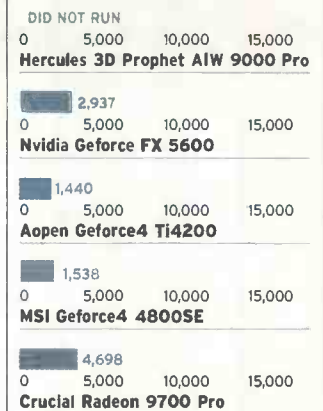 DID NOT RUN
0 5,000 10,000 15,000
Hercules 3D Prophet AIW 9000 Pro
2,937
0 5,000 10,000 15,000
Nvidia Geforce FX 5600
1,440
0 5,000 10,000 15,000
Aopen Geforce4 Ti4200
1,538
0 5,000 10,000 15,000
MSI Geforce4 4800SE
4,698
0 5,000 10,000 15,000
Crucial Radeon 9700 Pro